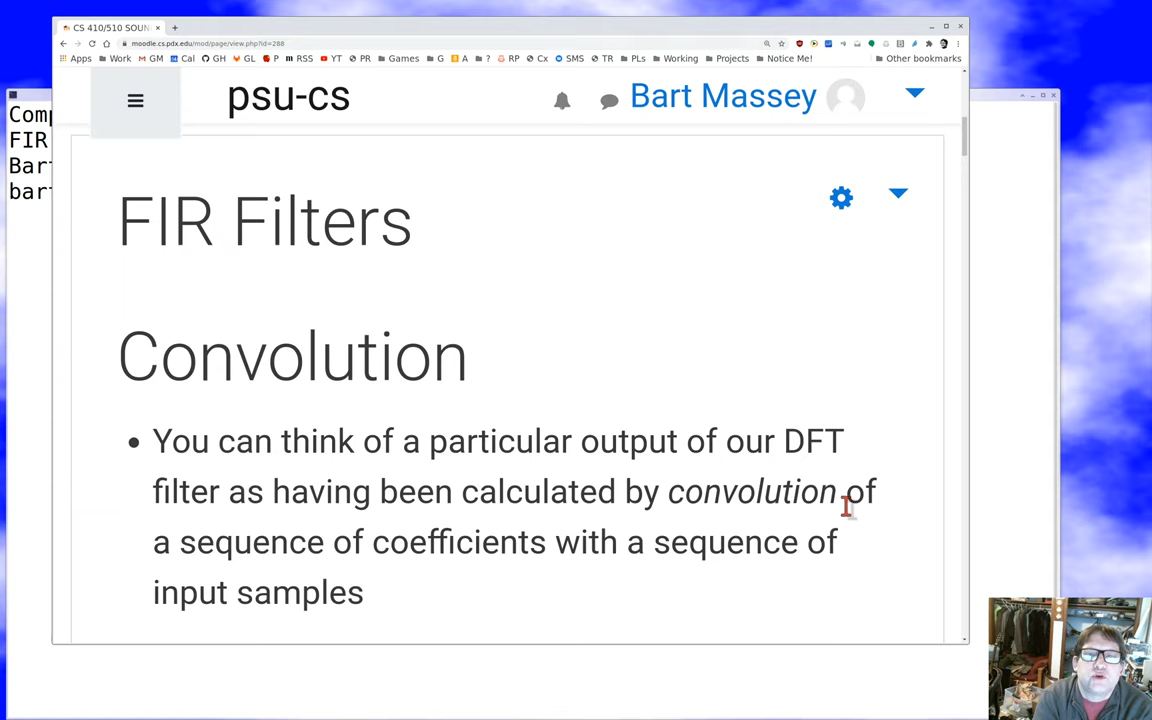 CS 410/510 SOUN
moodle.cs.pdx.edu/mod/page/view.php?id=288
Apps Work GM Cal GH GL P RSS YT PR Games G A ? RP Cx SMS TR PLs Working Projects Notice Me! Other bookmarks
psu-cs
Bart Massey
Comp
FIR
Bar
bar
FIR Filters
Convolution
• You can think of a particular output of our DFT
filter as having been calculated by convolution of
a sequence of coefficients with a sequence of
input samples